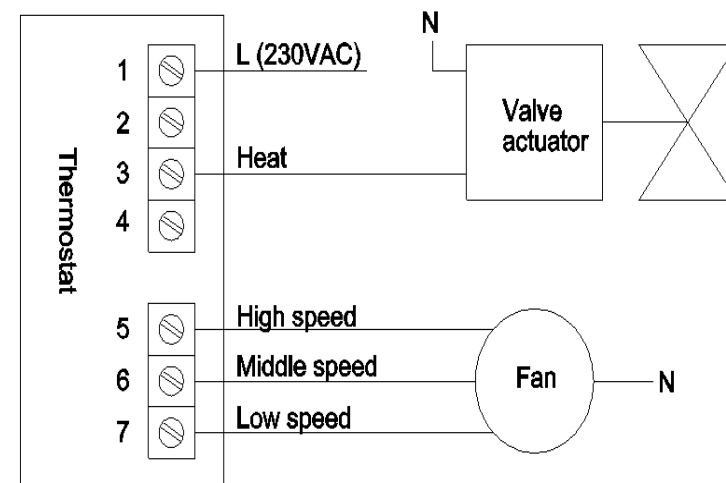 N
1 L (230VAC)
2
Valve
actuator
3 Heat
4
Thermostat
5 High speed
6 Middle speed
Fan
N
7 Low speed